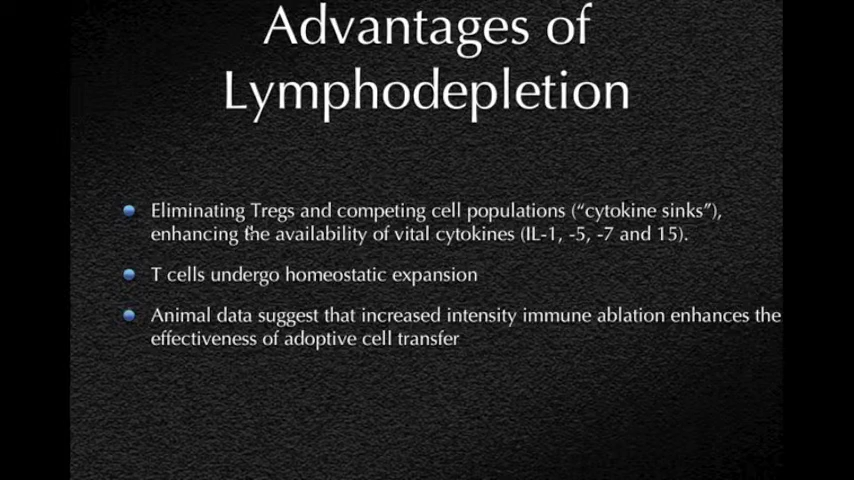 Advantages of
Lymphodepletion
Eliminating Tregs and competing cell populations (“cytokine sinks”),
enhancing the availability of vital cytokines (IL-1, -5, -7 and 15).
T cells undergo homeostatic expansion
Animal data suggest that increased intensity immune ablation enhances the
effectiveness of adoptive cell transfer